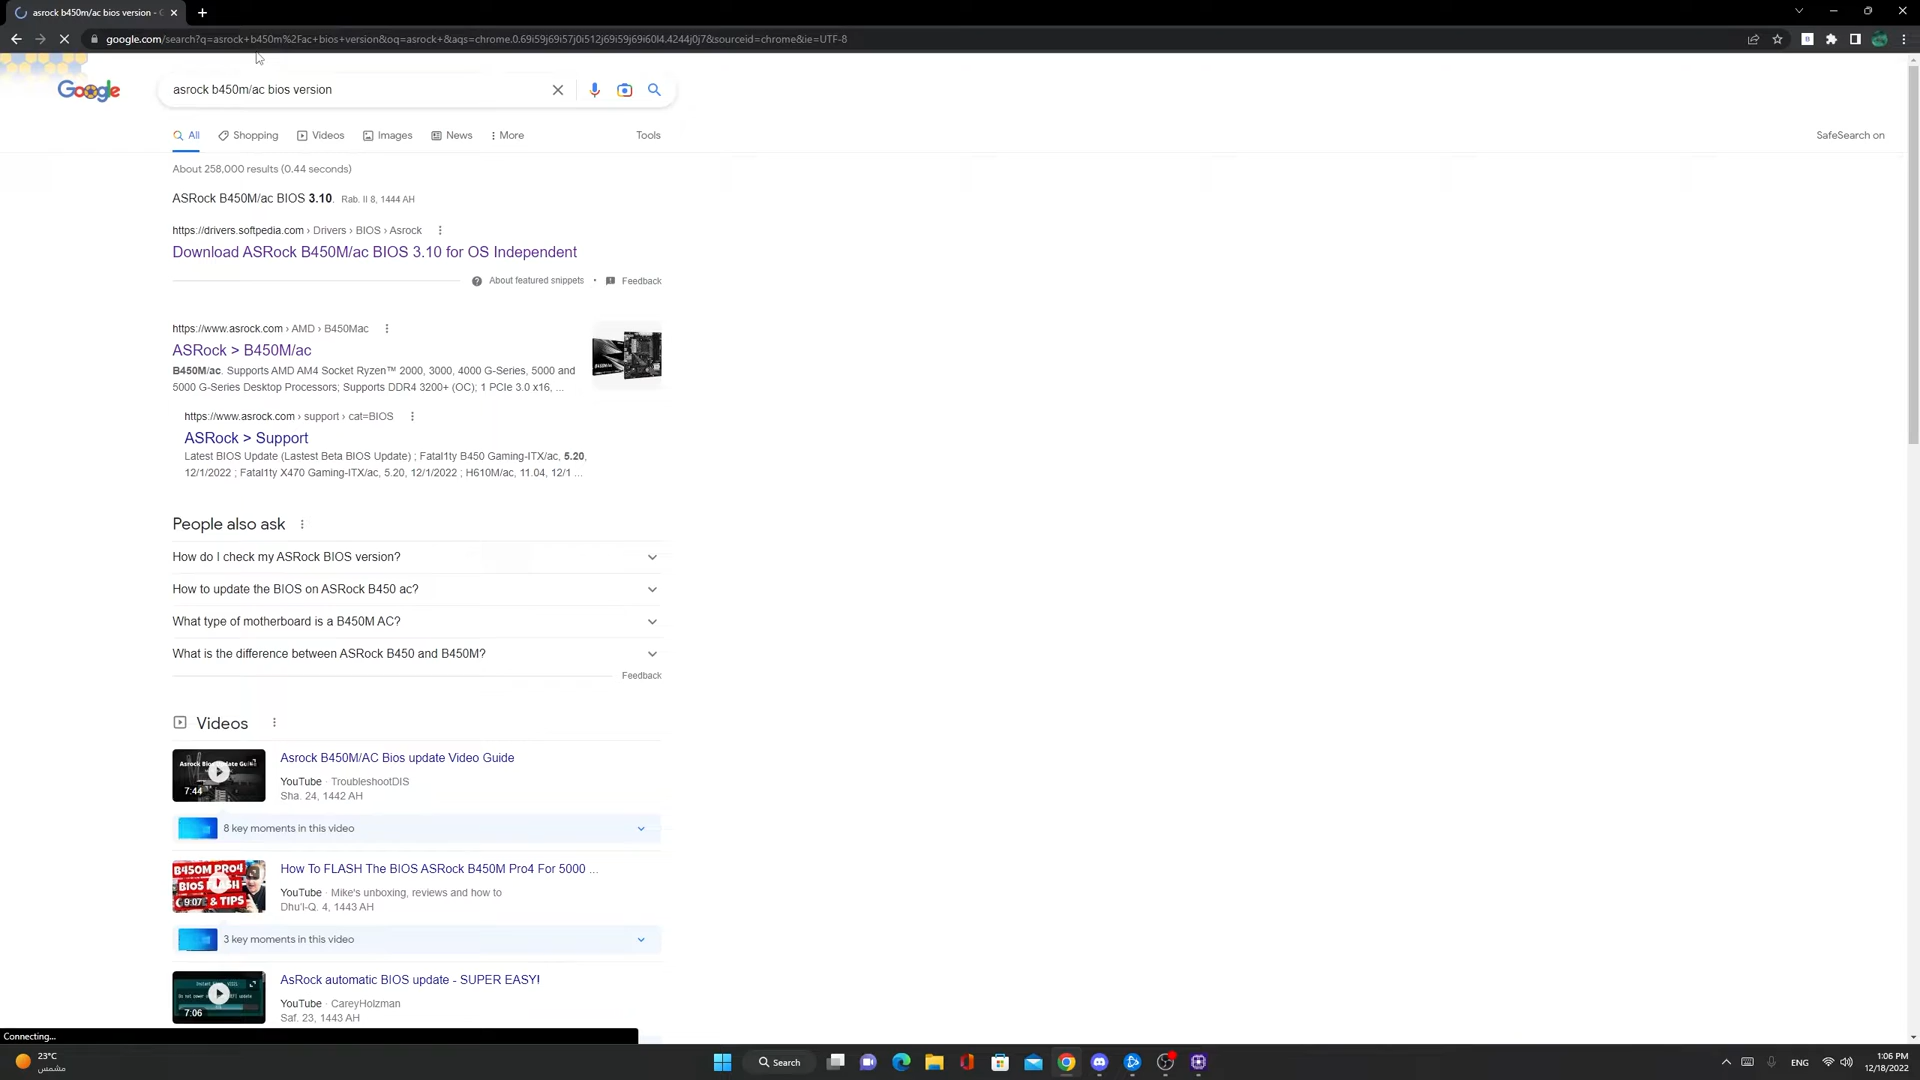 asrock b450m/ac bios version - G
google.com/search?q=asrock+b450m%2Fac+bios+version&oq=asrock+&aqs=chrome.0.69i59j69i57j0i512j69i59j69i60l4.4244j0j7&sourceid=chrome&ie=UTF-8
Google
asrock b450m/ac bios version
All
Shopping
Videos
Images
News
More
Tools
SafeSearch on
About 258,000 results (0.44 seconds)
ASRock B450M/ac BIOS 3.10. Rab. II 8, 1444 AH
https://drivers.softpedia.com › Drivers › BIOS › Asrock
Download ASRock B450M/ac BIOS 3.10 for OS Independent
About featured snippets • Feedback
https://www.asrock.com › AMD › B450Mac
ASRock > B450M/ac
B450M/ac. Supports AMD AM4 Socket Ryzen™ 2000, 3000, 4000 G-Series, 5000 and
5000 G-Series Desktop Processors; Supports DDR4 3200+ (OC); 1 PCIe 3.0 x16, ...
https://www.asrock.com › support › cat=BIOS
ASRock > Support
Latest BIOS Update (Lastest Beta BIOS Update) ; Fatal1ty B450 Gaming-ITX/ac, 5.20,
12/1/2022 ; Fatal1ty X470 Gaming-ITX/ac, 5.20, 12/1/2022 ; H610M/ac, 11.04, 12/1 ...
People also ask
How do I check my ASRock BIOS version?
How to update the BIOS on ASRock B450 ac?
What type of motherboard is a B450M AC?
What is the difference between ASRock B450 and B450M?
Feedback
Videos
Asrock B450M/AC Bios update Video Guide
YouTube · TroubleshootDIS
Sha. 24, 1442 AH
7:44
8 key moments in this video
B450M PRO4
BIOS FLASH
& TIPS
9:07
How To FLASH The BIOS ASRock B450M Pro4 For 5000 ...
YouTube · Mike's unboxing, reviews and how to
Dhu'l-Q. 4, 1443 AH
3 key moments in this video
AsRock automatic BIOS update - SUPER EASY!
YouTube · CareyHolzman
Saf. 23, 1443 AH
7:06
Connecting...
23°C
مشمس
Search
ENG
1:06 PM
12/18/2022